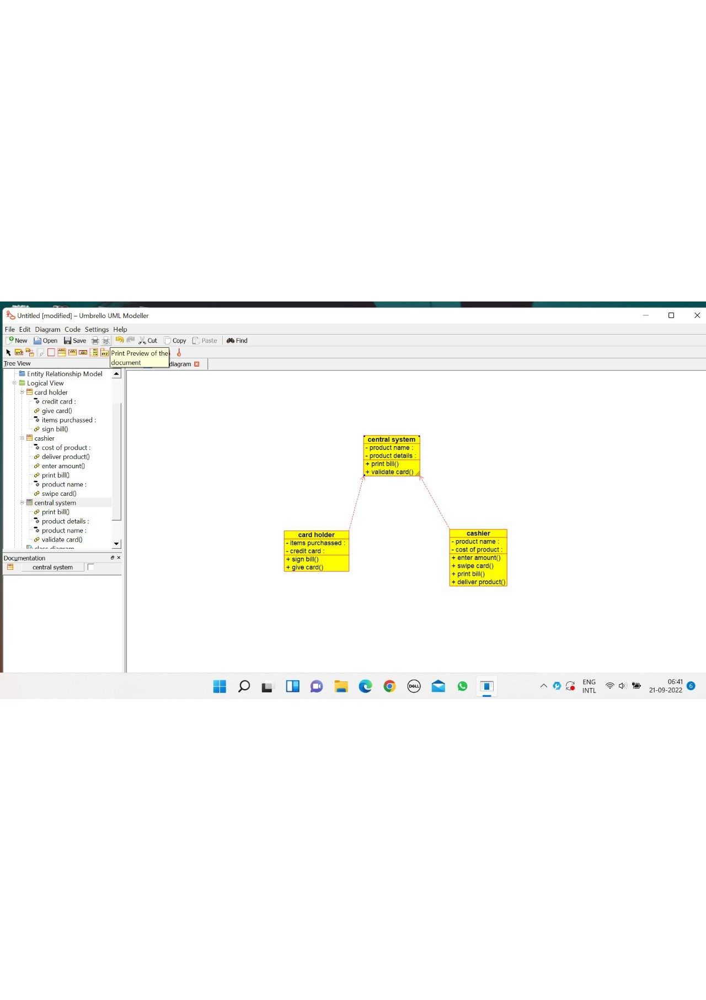 Untitled [modified] – Umbrello UML Modeller
File Edit Diagram Code Settings Help
New Open Save Cut Copy Paste Find
Print Preview of the
document
Tree View
diagram
Entity Relationship Model
Logical View
card holder
credit card :
give card()
items purchassed :
sign bill()
cashier
cost of product :
deliver product()
enter amount()
print bill()
product name :
swipe card()
central system
print bill()
product details :
product name :
validate card()
class diagram
Documentation
central system
central system
- product name :
- product details :
+ print bill()
+ validate card()
card holder
- items purchassed :
- credit card :
+ sign bill()
+ give card()
cashier
- product name :
- cost of product :
+ enter amount()
+ swipe card()
+ print bill()
+ deliver product()
DELL
ENG
INTL
06:41
21-09-2022
6